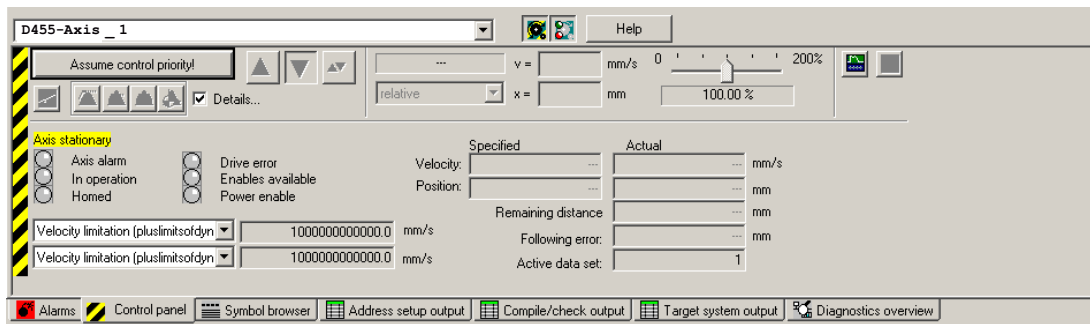 D455-Axis _ 1
Help
Assume control priority!
---
v =
mm/s
0
200%
Details...
relative
x =
mm
100.00 %
Axis stationary
Axis alarm
Drive error
In operation
Enables available
Homed
Power enable
Specified
Actual
Velocity:
---
---
mm/s
Position:
---
---
mm
Remaining distance
---
mm
Following error:
---
mm
Active data set:
1
Velocity limitation (pluslimitsofdyn
1000000000000.0
mm/s
Velocity limitation (pluslimitsofdyn
1000000000000.0
mm/s
Alarms
Control panel
Symbol browser
Address setup output
Compile/check output
Target system output
Diagnostics overview